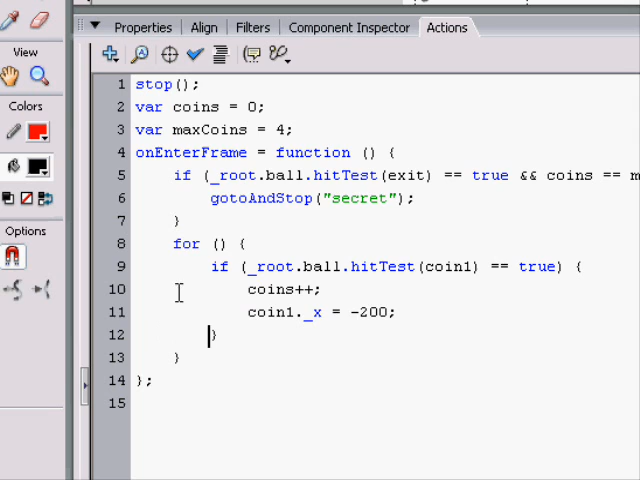 Properties Align Filters Component Inspector Actions
View
Colors
Options
1 stop();
2 var coins = 0;
3 var maxCoins = 4;
4 onEnterFrame = function () {
5 if (_root.ball.hitTest(exit) == true && coins == m
6 gotoAndStop("secret");
7 }
8 for () {
9 if (_root.ball.hitTest(coin1) == true) {
10 coins++;
11 coin1._x = -200;
12 }
13 }
14 };
15